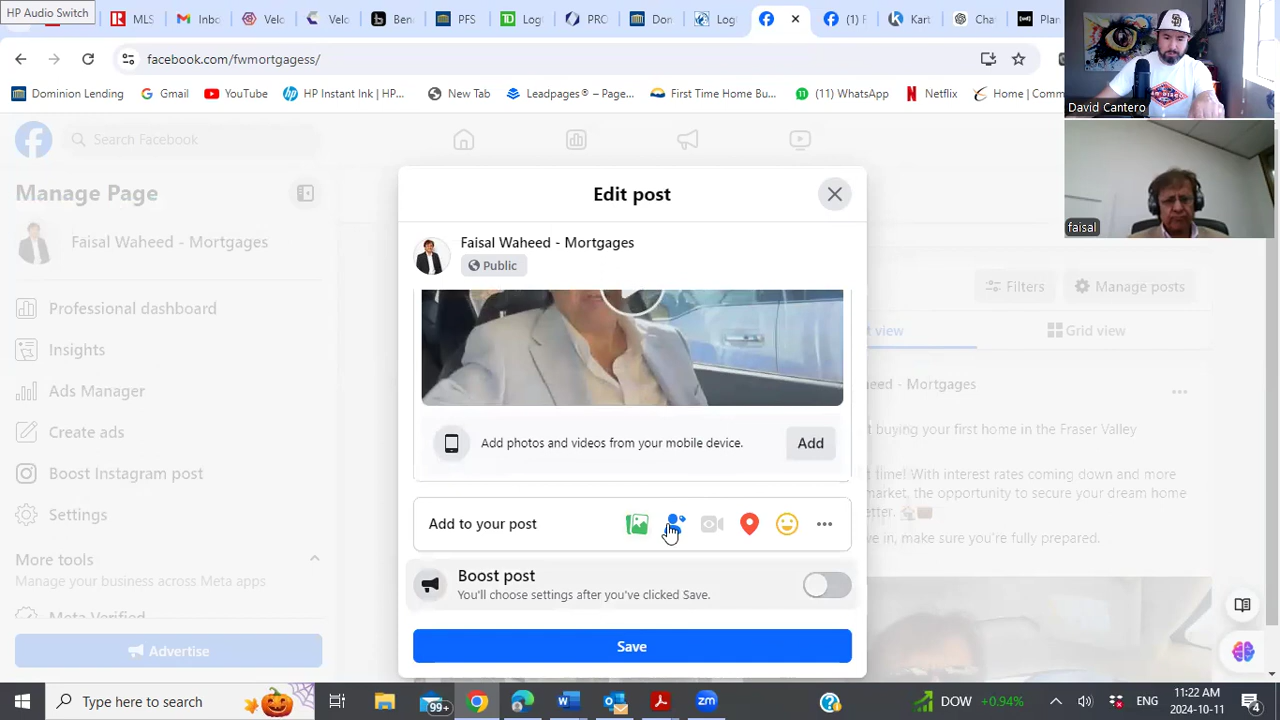 HP Audio Switch
MLS
Inbo
Velo
Velo
Ben
PFS
Log
PRO
Don
Logi
(1) F
Kart
Cha
Plan
facebook.com/fwmortgagess/
Dominion Lending
Gmail
YouTube
HP Instant Ink | HP...
New Tab
Leadpages® – Page...
First Time Home Bu...
(11) WhatsApp
Netflix
Home | Comm
David Cantero
faisal
Search Facebook
Manage Page
Faisal Waheed - Mortgages
Professional dashboard
Insights
Ads Manager
Create ads
Boost Instagram post
Settings
More tools
Manage your business across Meta apps
Meta Verified
Advertise
Edit post
Faisal Waheed - Mortgages
Public
Add photos and videos from your mobile device.
Add
Add to your post
Boost post
You'll choose settings after you've clicked Save.
Save
Filters
Manage posts
view
Grid view
eed - Mortgages
t buying your first home in the Fraser Valley
t time! With interest rates coming down and more
market, the opportunity to secure your dream home
ve in, make sure you're fully prepared.
Type here to search
99+
DOW +0.94%
ENG
11:22 AM
2024-10-11
4